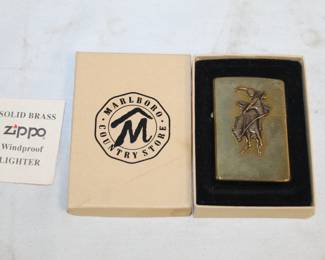 SOLID BRASS
zippo
Windproof
LIGHTER
MARLBORO
M
COUNTRY STORE